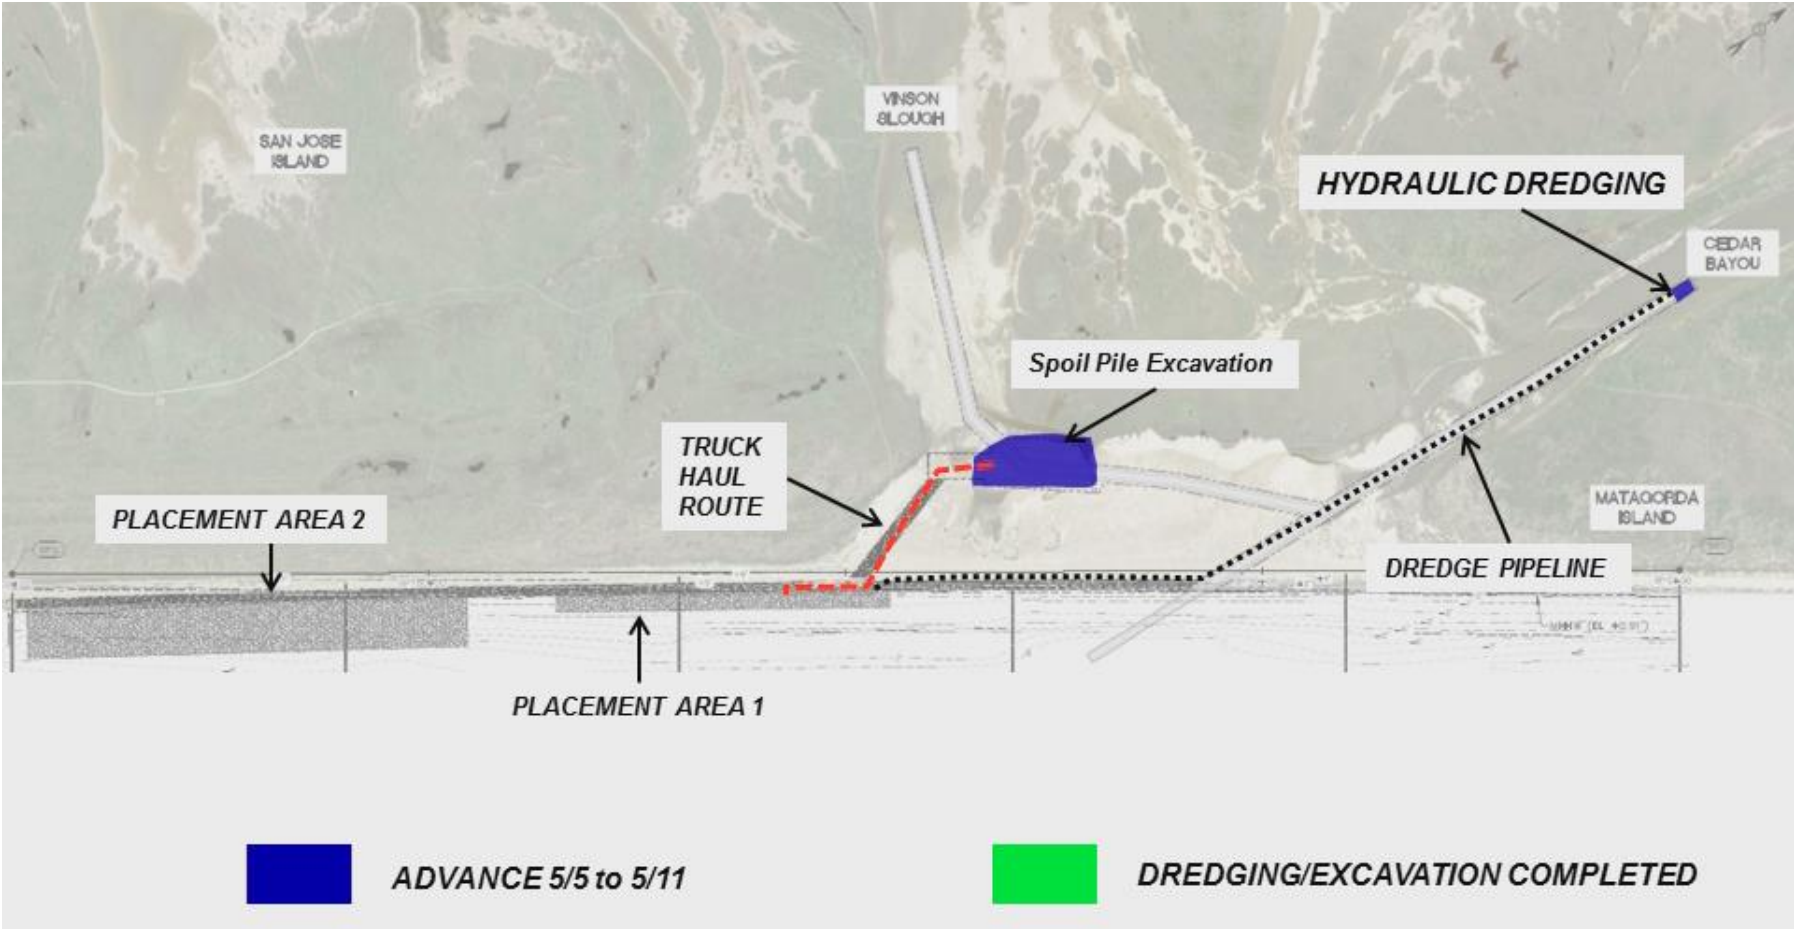 VINSON
SLOUGH
SAN JOSE
ISLAND
HYDRAULIC DREDGING
CEDAR
BAYOU
Spoil Pile Excavation
TRUCK
HAUL
ROUTE
PLACEMENT AREA 2
MATAGORDA
ISLAND
DREDGE PIPELINE
PLACEMENT AREA 1
ADVANCE 5/5 to 5/11
DREDGING/EXCAVATION COMPLETED